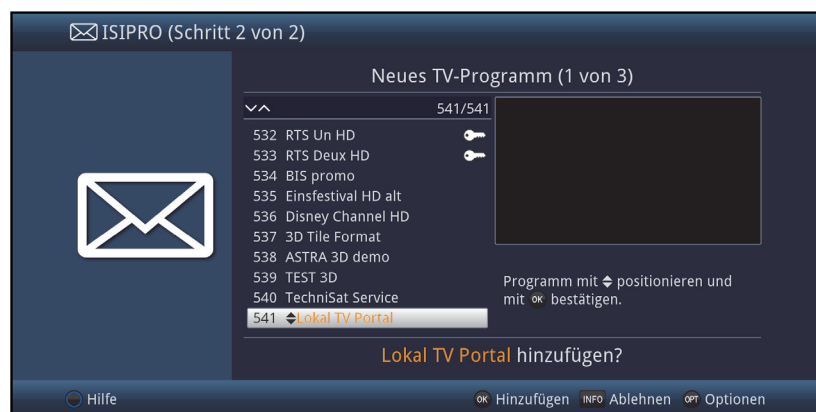 ISIPRO (Schritt 2 von 2)
Neues TV-Programm (1 von 3)
541/541
532 RTS Un HD
533 RTS Deux HD
534 BIS promo
535 Einsfestival HD alt
536 Disney Channel HD
537 3D Tile Format
538 ASTRA 3D demo
539 TEST 3D
540 TechniSat Service
541 Lokal TV Portal
Programm mit positionieren und
mit OK bestätigen.
Lokal TV Portal hinzufügen?
Hilfe OK Hinzufügen INFO Ablehnen OPT Optionen